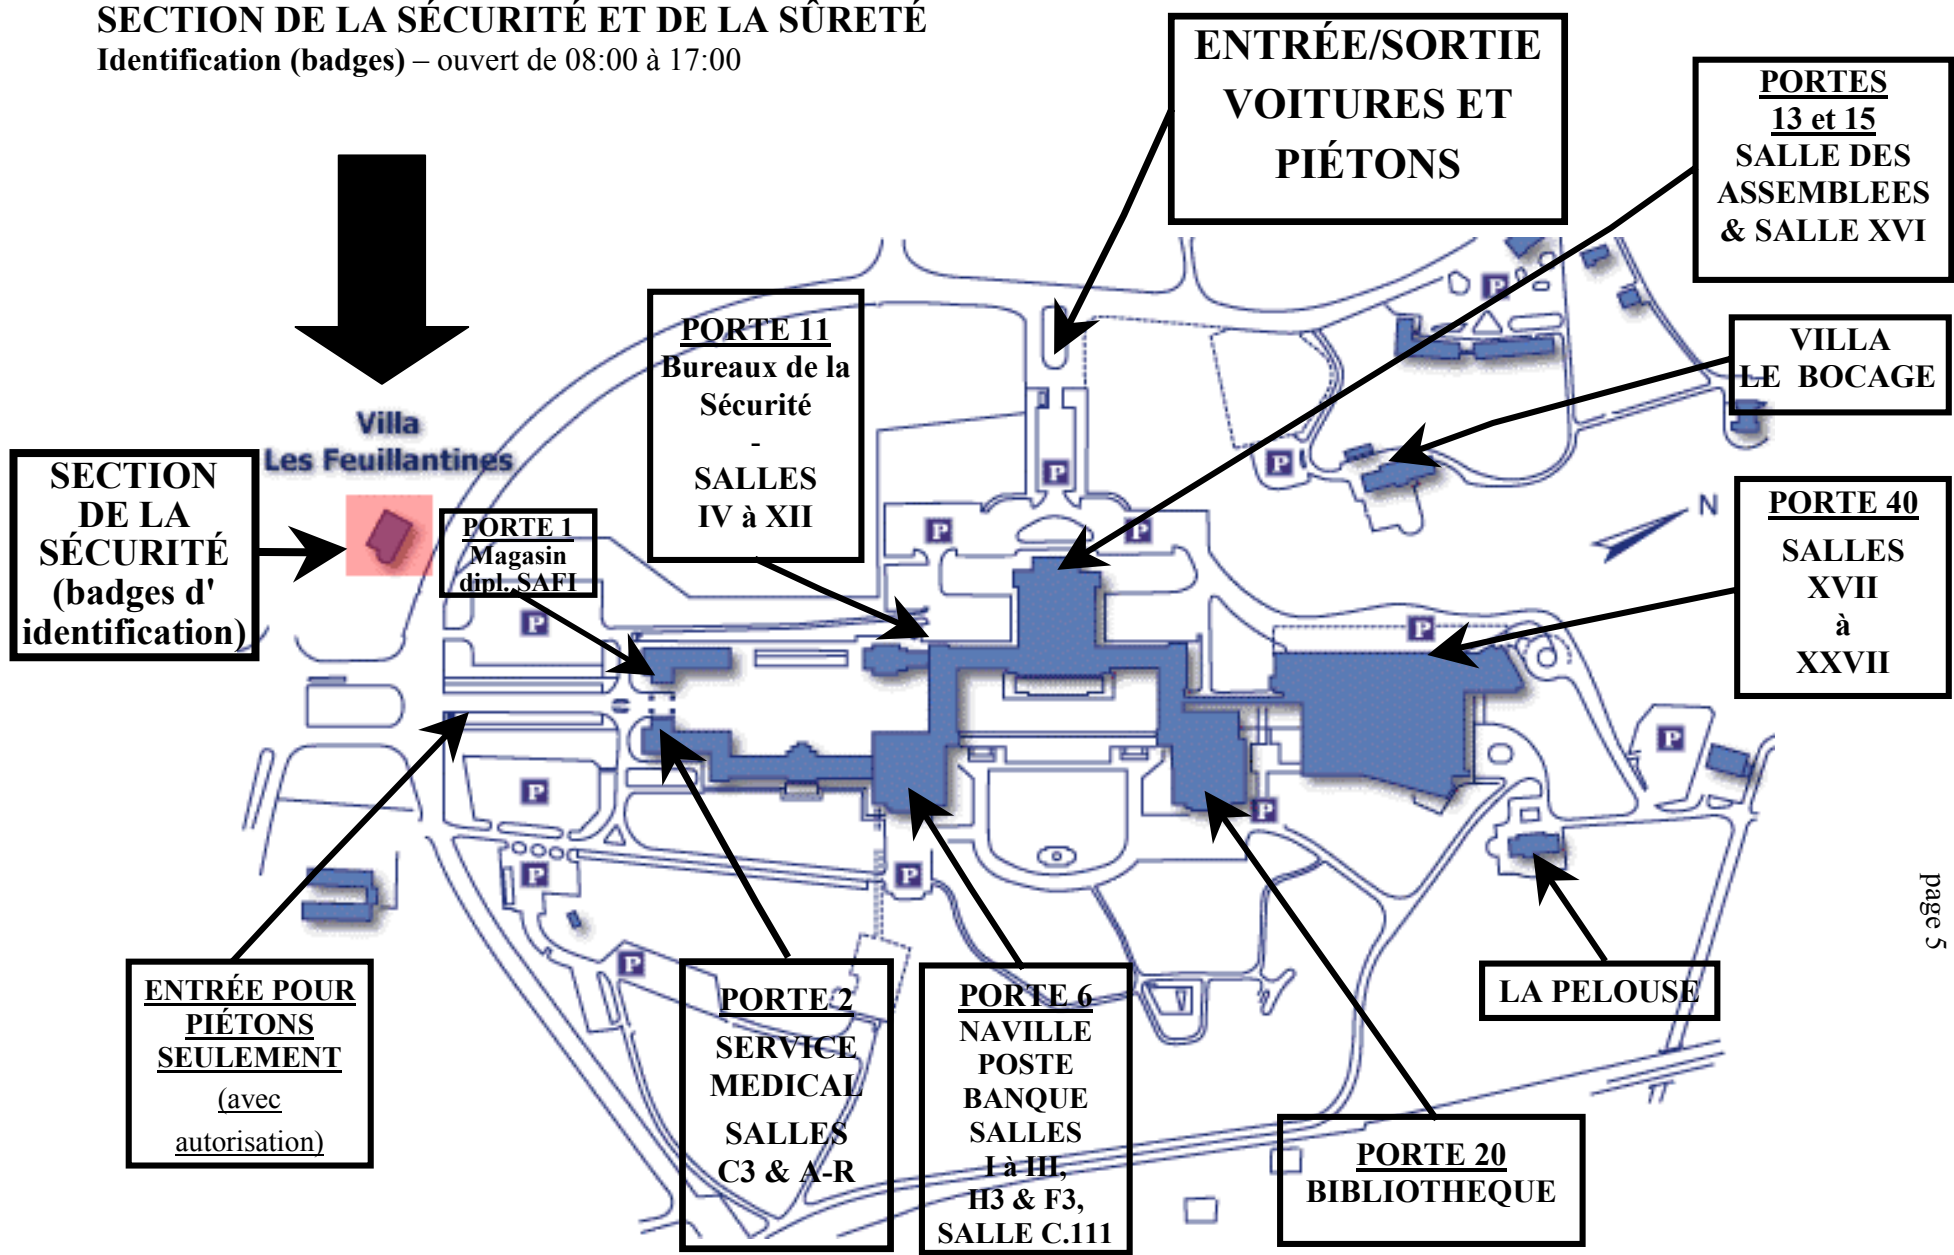 SECTION DE LA SÉCURITÉ ET DE LA SÛRETÉ
Identification (badges) – ouvert de 08:00 à 17:00
ENTRÉE/SORTIE
VOITURES ET
PIÉTONS
PORTES
13 et 15
SALLE DES
ASSEMBLEES
& SALLE XVI
PORTE 11
Bureaux de la
Sécurité
-
SALLES
IV à XII
VILLA
LE BOCAGE
Villa
Les Feuillantines
SECTION
DE LA
SÉCURITÉ
(badges d'
identification)
PORTE 1
Magasin
dipl. SAFI
PORTE 40
SALLES
XVII
à
XXVII
N
P
P
P
P
P
P
P
P
P
P
P
P
P
page 5
ENTRÉE POUR
PIÉTONS
SEULEMENT
(avec
autorisation)
PORTE 2
SERVICE
MEDICAL
SALLES
C3 & A-R
PORTE 6
NAVILLE
POSTE
BANQUE
SALLES
I à III,
H3 & F3,
SALLE C.111
LA PELOUSE
PORTE 20
BIBLIOTHEQUE